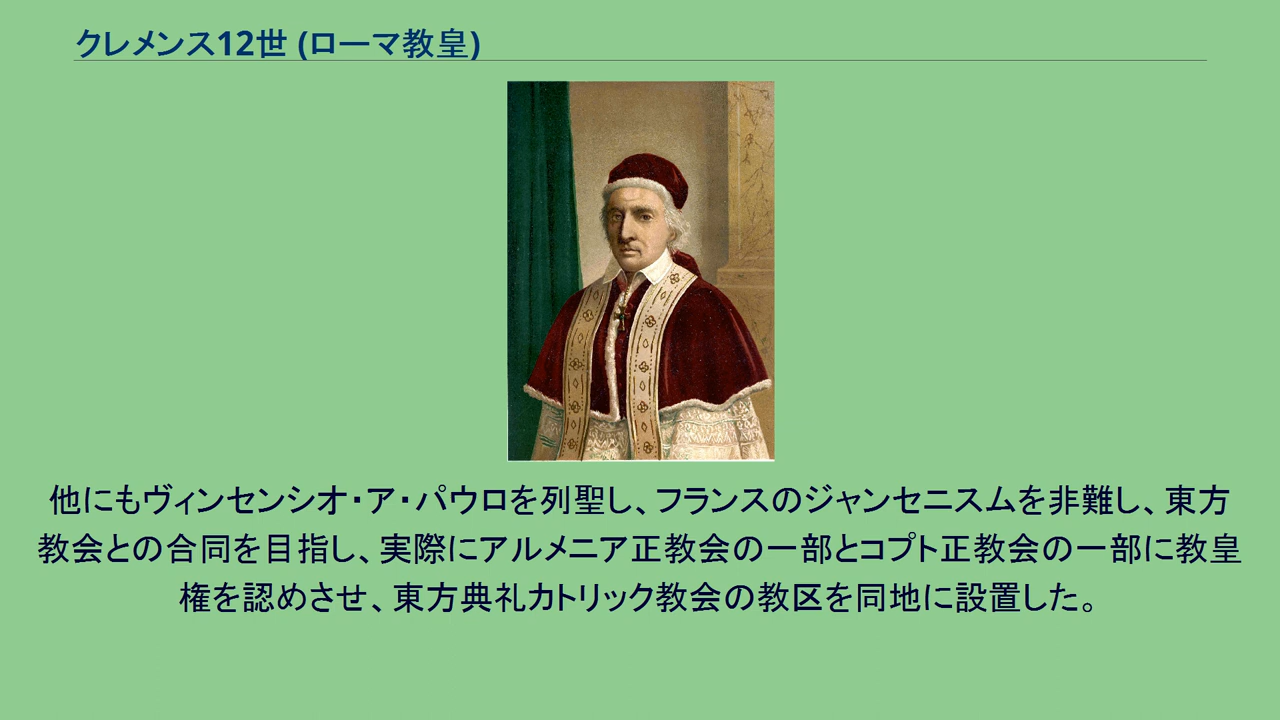 クレメンス12世 (ローマ教皇)
他にもヴィンセンシオ・ア・パウロを列聖し、フランスのジャンセニスムを非難し、東方
教会との合同を目指し、実際にアルメニア正教会の一部とコプト正教会の一部に教皇
権を認めさせ、東方典礼カトリック教会の教区を同地に設置した。